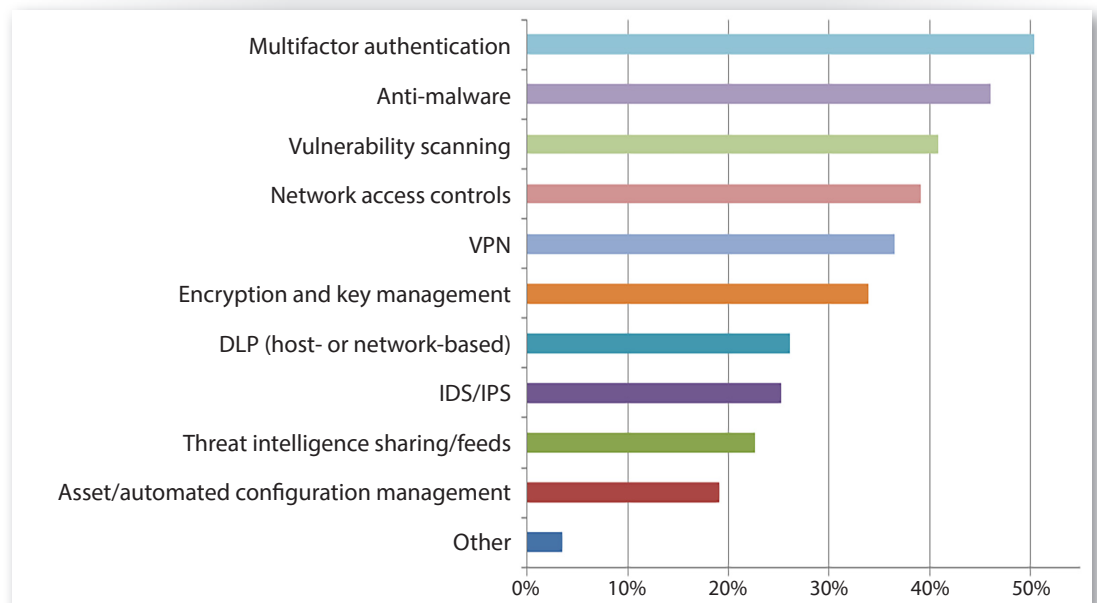 Multifactor authentication
Anti-malware
Vulnerability scanning
Network access controls
VPN
Encryption and key management
DLP (host- or network-based)
IDS/IPS
Threat intelligence sharing/feeds
Asset/automated configuration management
Other
0% 10% 20% 30% 40% 50%